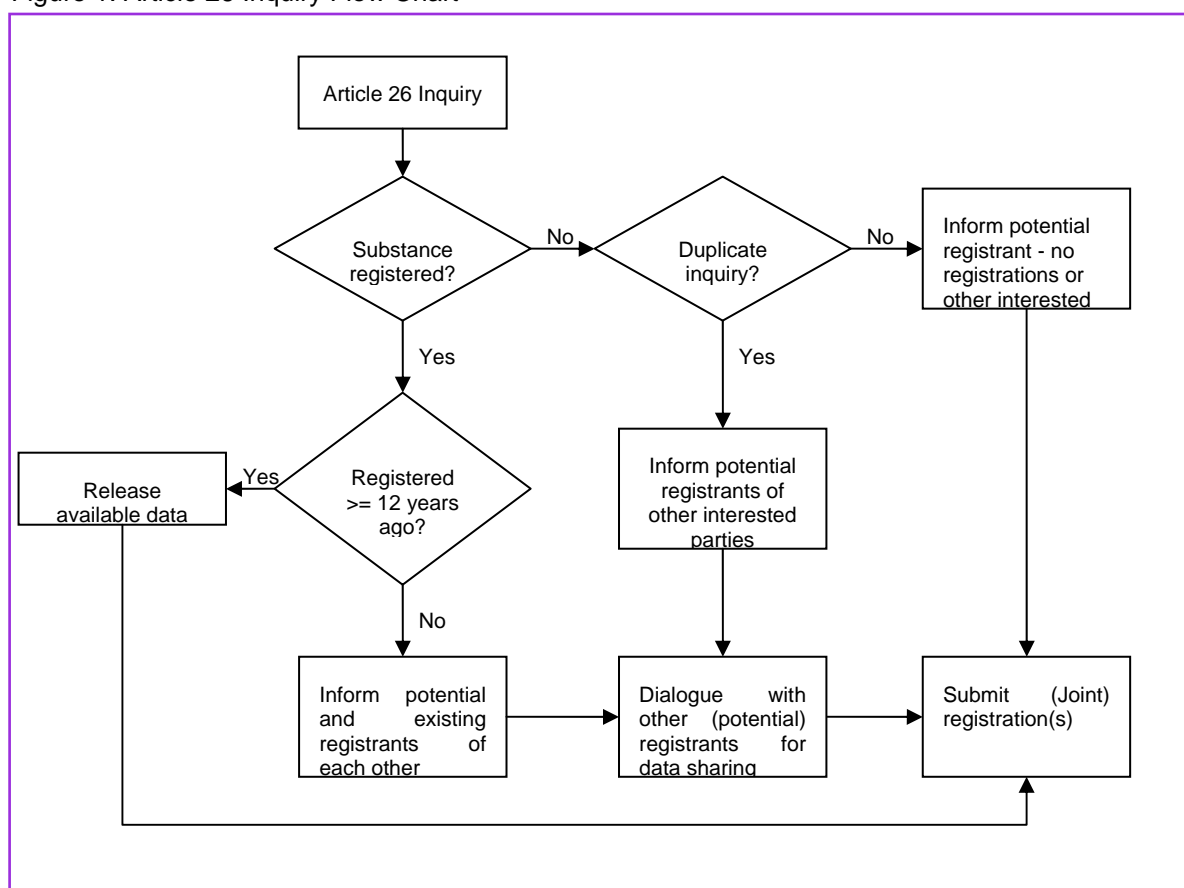 Article 26 Inquiry
Substance
registered?
No
Duplicate
inquiry?
No
Inform potential
registrant - no
registrations or
other interested
Yes
Yes
Release
available data
Yes
Registered
>= 12 years
ago?
Inform potential
registrants of
other interested
parties
No
Inform potential
and existing
registrants of
each other
Dialogue with
other (potential)
registrants for
data sharing
Submit (Joint)
registration(s)